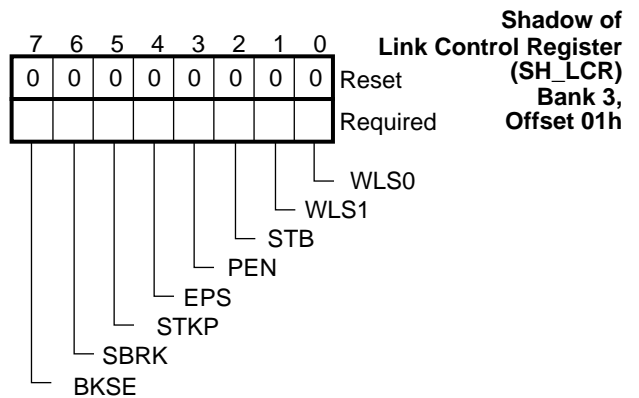 Shadow of
Link Control Register
(SH_LCR)
Bank 3,
Offset 01h
7 6 5 4 3 2 1 0
0 0 0 0 0 0 0 0 Reset
Required
WLS0
WLS1
STB
PEN
EPS
STKP
SBRK
BKSE